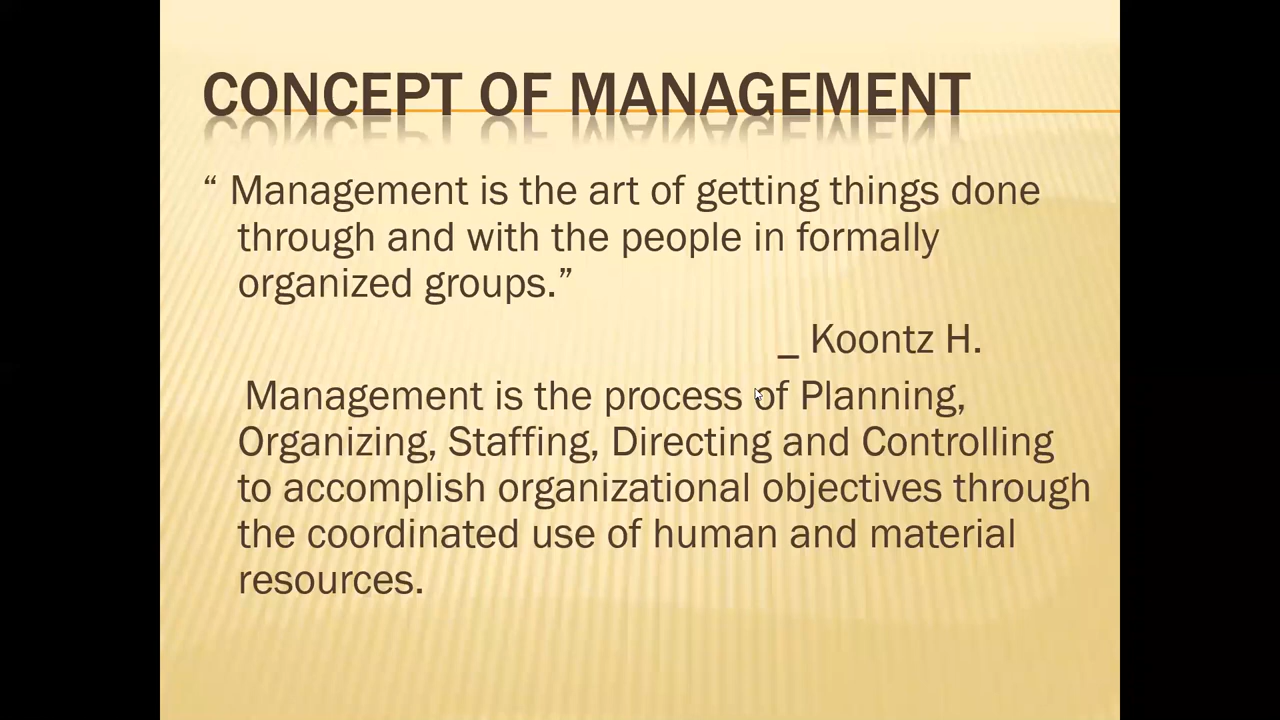 CONCEPT OF MANAGEMENT
“ Management is the art of getting things done
through and with the people in formally
organized groups.”
_ Koontz H.
Management is the process of Planning,
Organizing, Staffing, Directing and Controlling
to accomplish organizational objectives through
the coordinated use of human and material
resources.